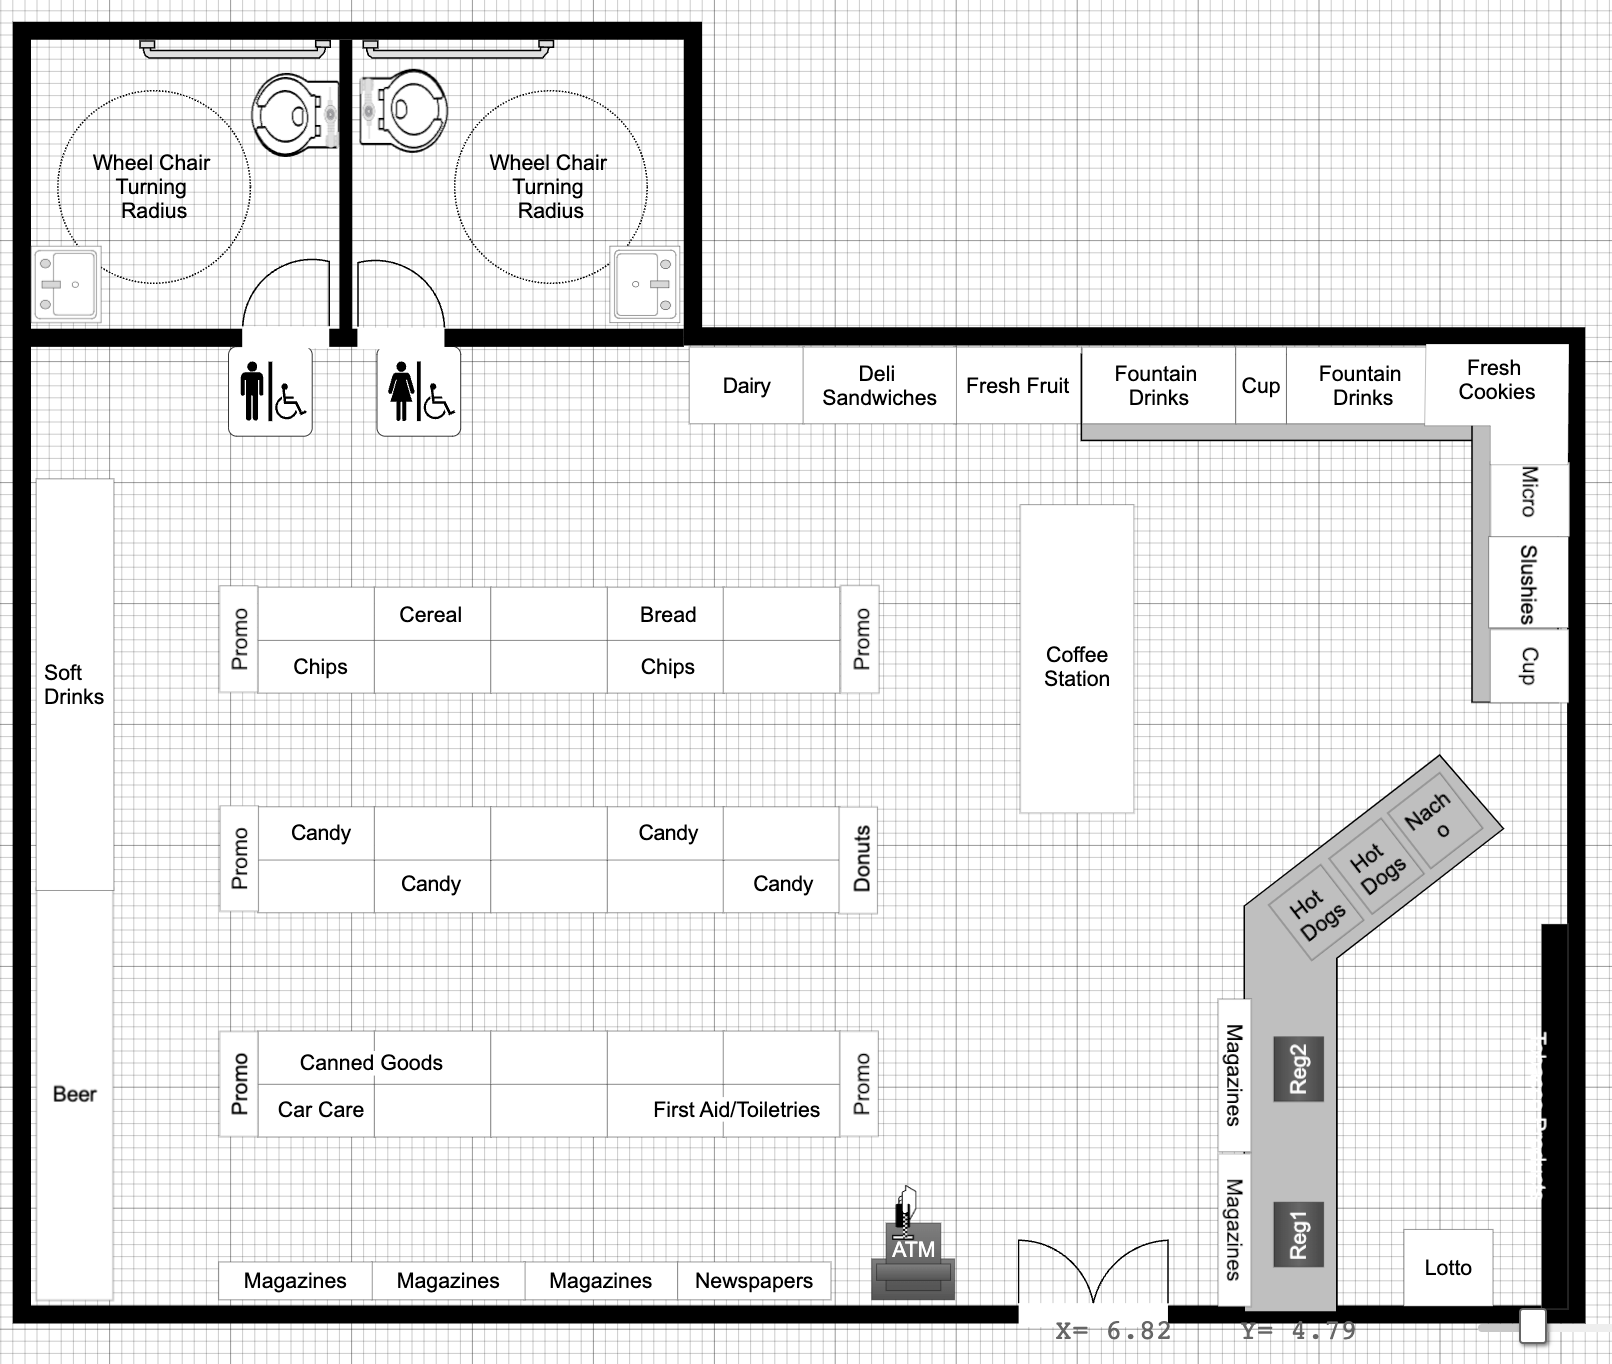 Wheel Chair
Turning
Radius
Wheel Chair
Turning
Radius
Dairy
Deli
Sandwiches
Fresh Fruit
Fountain
Drinks
Cup
Fountain
Drinks
Fresh
Cookies
Micro
Slushies
Cup
Soft
Drinks
Promo
Cereal
Bread
Chips
Chips
Promo
Coffee
Station
Promo
Candy
Candy
Candy
Candy
Donuts
Nach
o
Hot
Dogs
Hot
Dogs
Beer
Promo
Canned Goods
Car Care
First Aid/Toiletries
Promo
Magazines
Reg2
Magazines
Reg1
ATM
Lotto
Magazines
Magazines
Magazines
Newspapers
X= 6.82
Y= 4.79